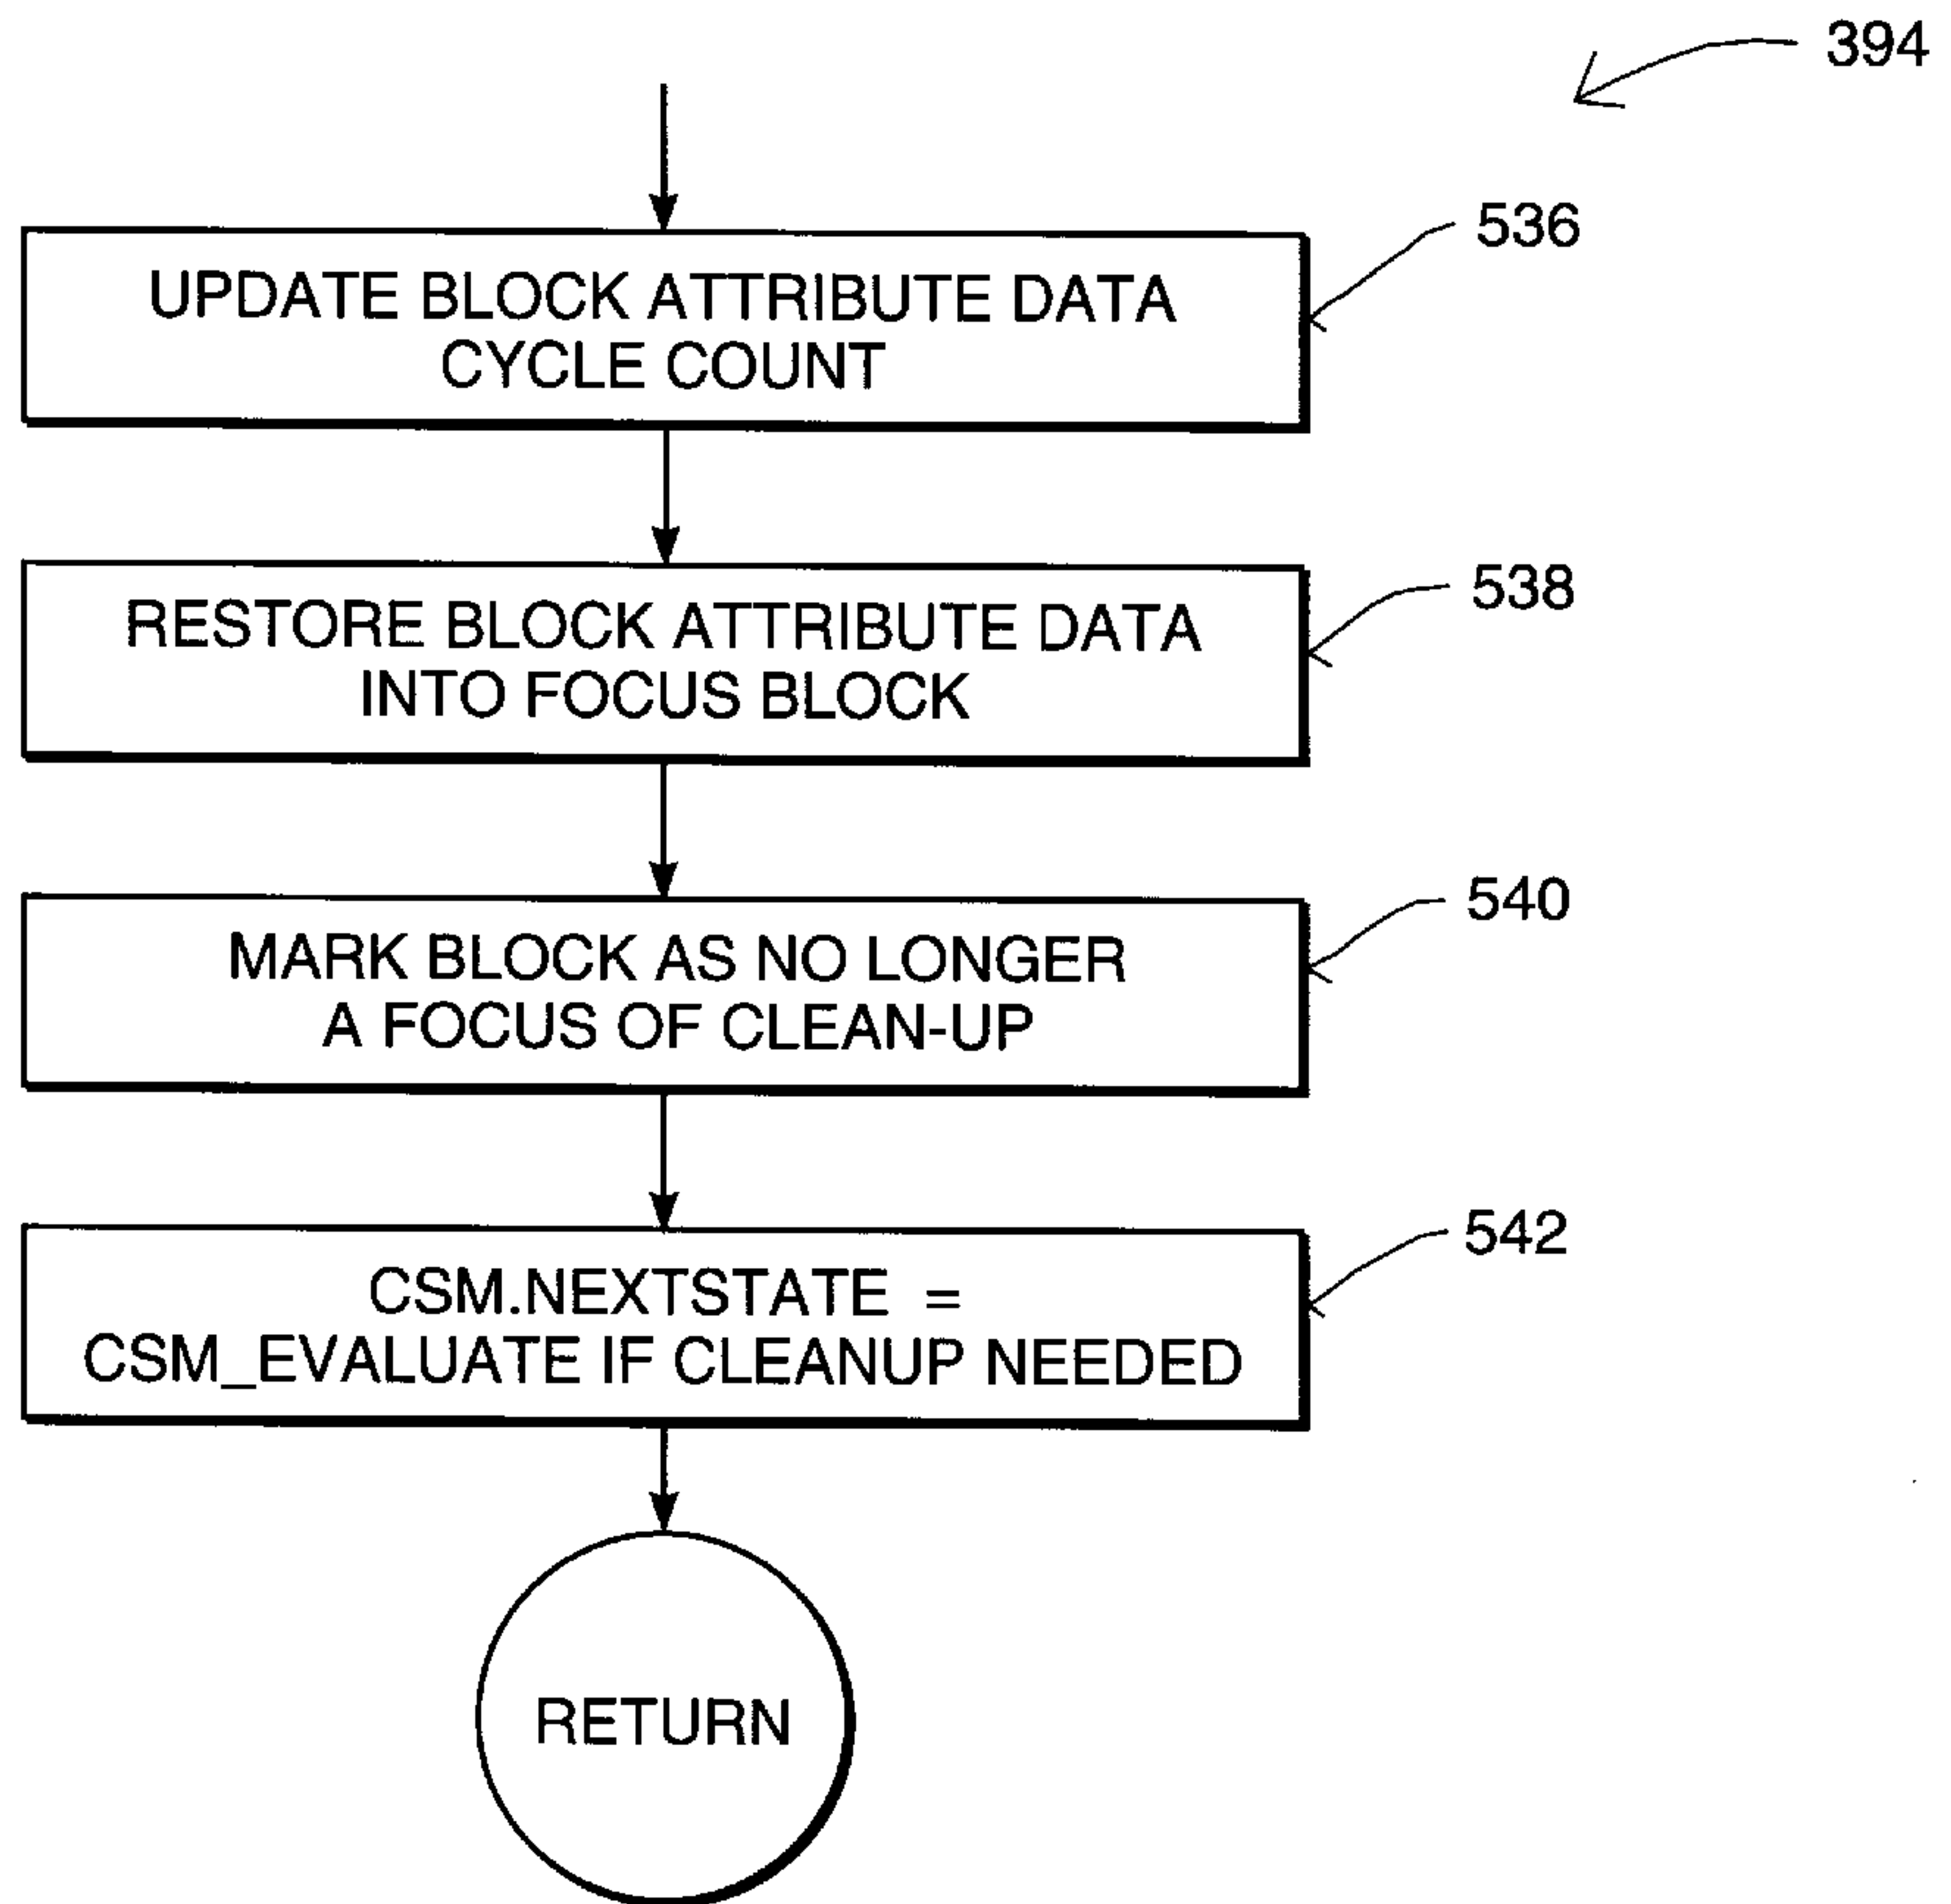 394
536
UPDATE BLOCK ATTRIBUTE DATA
CYCLE COUNT
538
RESTORE BLOCK ATTRIBUTE DATA
INTO FOCUS BLOCK
540
MARK BLOCK AS NO LONGER
A FOCUS OF CLEAN-UP
542
CSM.NEXTSTATE =
CSM_EVALUATE IF CLEANUP NEEDED
RETURN